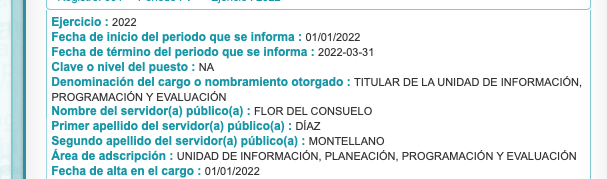 Ejercicio : 2022
Fecha de inicio del periodo que se informa : 01/01/2022
Fecha de término del periodo que se informa : 2022-03-31
Clave o nivel del puesto : NA
Denominación del cargo o nombramiento otorgado : TITULAR DE LA UNIDAD DE INFORMACIÓN,
PROGRAMACIÓN Y EVALUACIÓN
Nombre del servidor(a) público(a) : FLOR DEL CONSUELO
Primer apellido del servidor(a) público(a) : DÍAZ
Segundo apellido del servidor(a) público(a) : MONTELLANO
Área de adscripción : UNIDAD DE INFORMACIÓN, PLANEACIÓN, PROGRAMACIÓN Y EVALUACIÓN
Fecha de alta en el cargo : 01/01/2022